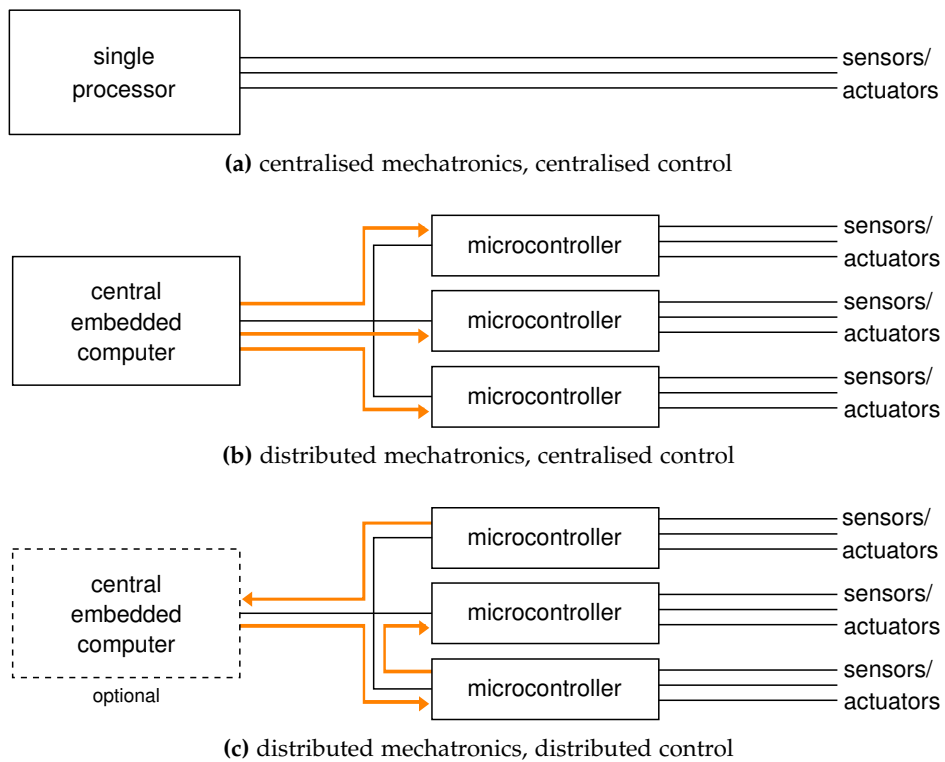 single
processor
sensors/
actuators
(a) centralised mechatronics, centralised control
central
embedded
computer
microcontroller
sensors/
actuators
microcontroller
sensors/
actuators
microcontroller
sensors/
actuators
(b) distributed mechatronics, centralised control
central
embedded
computer
optional
microcontroller
sensors/
actuators
microcontroller
sensors/
actuators
microcontroller
sensors/
actuators
(c) distributed mechatronics, distributed control